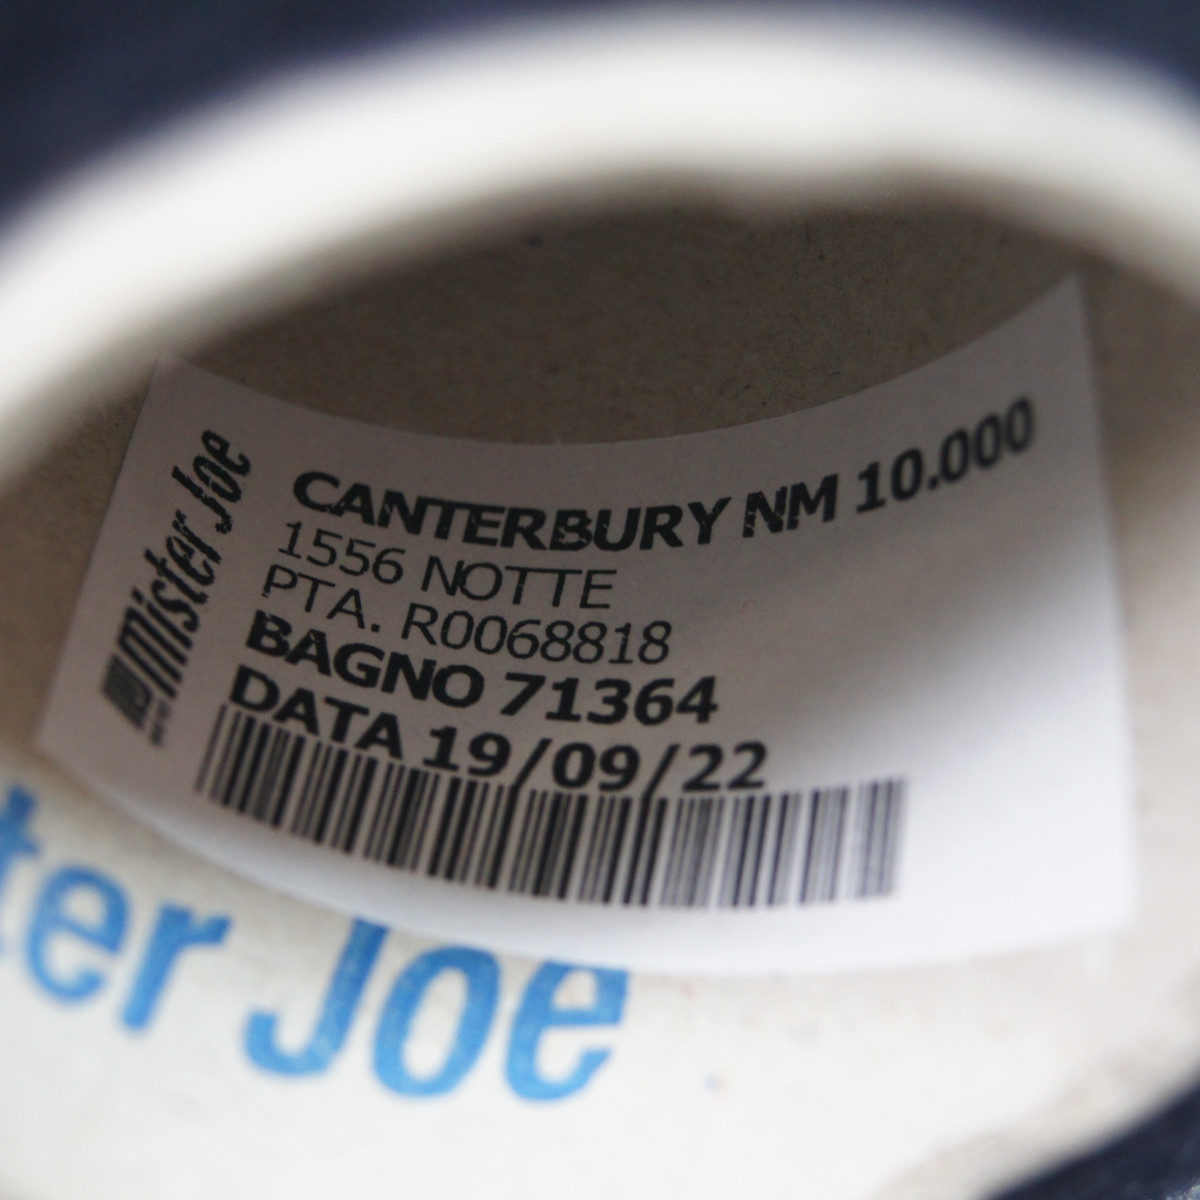 Mister Joe
CANTERBURY NM 10.000
1556 NOTTE
PTA. R0068818
BAGNO 71364
DATA 19/09/22
ter Joe